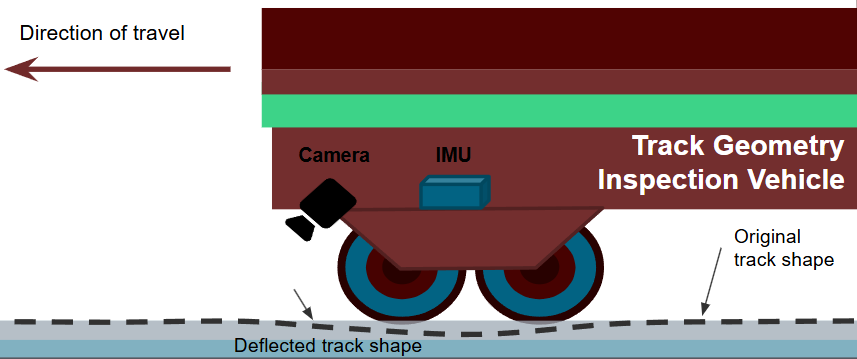 Direction of travel
Camera
IMU
Track Geometry
Inspection Vehicle
Original
track shape
Deflected track shape